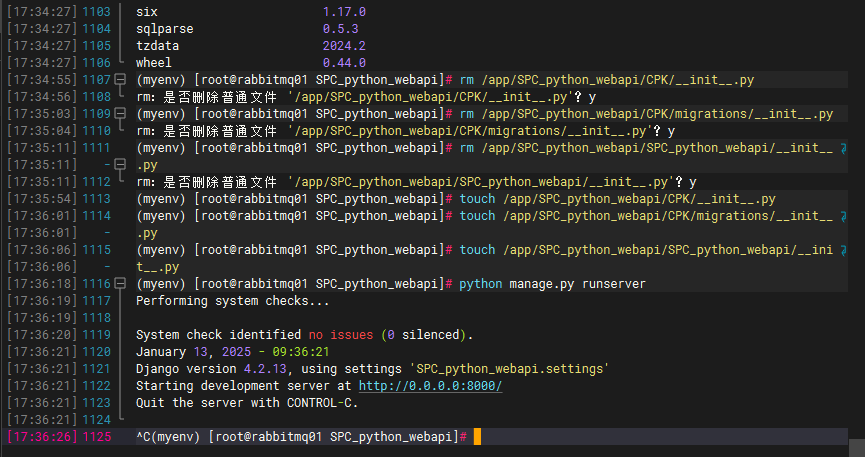 [17:34:27] 1103 six 1.17.0
[17:34:27] 1104 sqlparse 0.5.3
[17:34:27] 1105 tzdata 2024.2
[17:34:27] 1106 wheel 0.44.0
[17:34:55] 1107 (myenv) [root@rabbitmq01 SPC_python_webapi]# rm /app/SPC_python_webapi/CPK/__init__.py
[17:34:56] 1108 rm：是否删除普通文件 '/app/SPC_python_webapi/CPK/__init__.py'？y
[17:35:03] 1109 (myenv) [root@rabbitmq01 SPC_python_webapi]# rm /app/SPC_python_webapi/CPK/migrations/__init__.py
[17:35:04] 1110 rm：是否删除普通文件 '/app/SPC_python_webapi/CPK/migrations/__init__.py'？y
[17:35:11] 1111 (myenv) [root@rabbitmq01 SPC_python_webapi]# rm /app/SPC_python_webapi/SPC_python_webapi/__init__
[17:35:11] - .py
[17:35:11] 1112 rm：是否删除普通文件 '/app/SPC_python_webapi/SPC_python_webapi/__init__.py'？y
[17:35:54] 1113 (myenv) [root@rabbitmq01 SPC_python_webapi]# touch /app/SPC_python_webapi/CPK/__init__.py
[17:36:01] 1114 (myenv) [root@rabbitmq01 SPC_python_webapi]# touch /app/SPC_python_webapi/CPK/migrations/__init__
[17:36:01] - .py
[17:36:06] 1115 (myenv) [root@rabbitmq01 SPC_python_webapi]# touch /app/SPC_python_webapi/SPC_python_webapi/__ini
[17:36:06] - t__.py
[17:36:18] 1116 (myenv) [root@rabbitmq01 SPC_python_webapi]# python manage.py runserver
[17:36:19] 1117 Performing system checks...
[17:36:19] 1118
[17:36:20] 1119 System check identified no issues (0 silenced).
[17:36:21] 1120 January 13, 2025 - 09:36:21
[17:36:21] 1121 Django version 4.2.13, using settings 'SPC_python_webapi.settings'
[17:36:21] 1122 Starting development server at http://0.0.0.0:8000/
[17:36:21] 1123 Quit the server with CONTROL-C.
[17:36:21] 1124
[17:36:26] 1125 ^C(myenv) [root@rabbitmq01 SPC_python_webapi]#